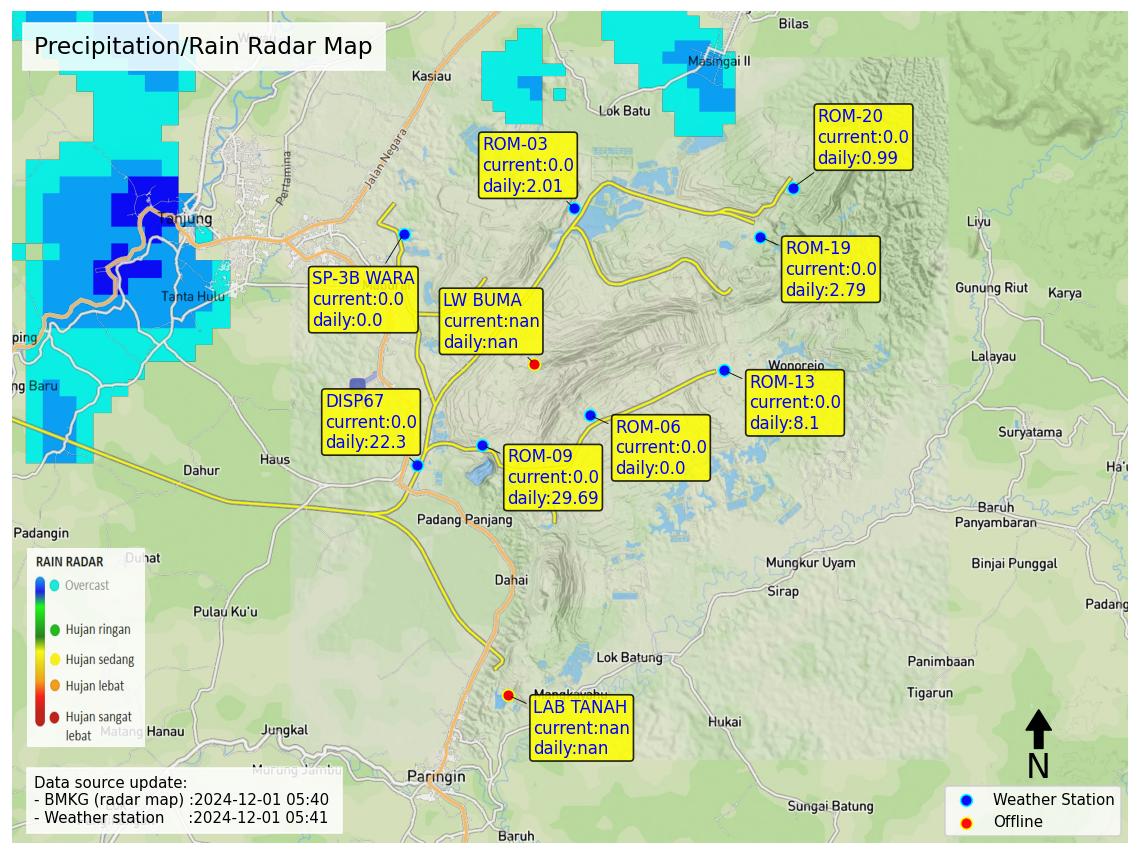 Precipitation/Rain Radar Map
Bilas
Masingai II
Kasiau
Lok Batu
Jalan Negara
Pertamina
ROM-20
current:0.0
daily:0.99
ROM-03
current:0.0
daily:2.01
Tanjung
Liyu
ROM-19
current:0.0
daily:2.79
SP-3B WARA
current:0.0
daily:0.0
Tanta Hulu
LW BUMA
current:nan
daily:nan
Gunung Riut
Karya
ping
Lalayau
Wonorejo
ng Baru
ROM-13
current:0.0
daily:8.1
DISP67
current:0.0
daily:22.3
ROM-06
current:0.0
daily:0.0
Suryatama
ROM-09
current:0.0
daily:29.69
Haus
Dahur
Ha'u
Baruh
Panyambaran
Padang Panjang
Padangin
Duhat
Mungkur Uyam
Binjai Punggal
Dahai
Sirap
Padang
Pulau Ku'u
RAIN RADAR
Overcast
Hujan ringan
Hujan sedang
Hujan lebat
Hujan sangat
lebat
Lok Batung
Panimbaan
Tigarun
Mangkayahu
LAB TANAH
current:nan
daily:nan
Hukai
Matang Hanau
Jungkal
Murung Jambu
Paringin
N
Sungai Batung
Baruh
Data source update:
- BMKG (radar map) :2024-12-01 05:40
- Weather station :2024-12-01 05:41
Weather Station
Offline